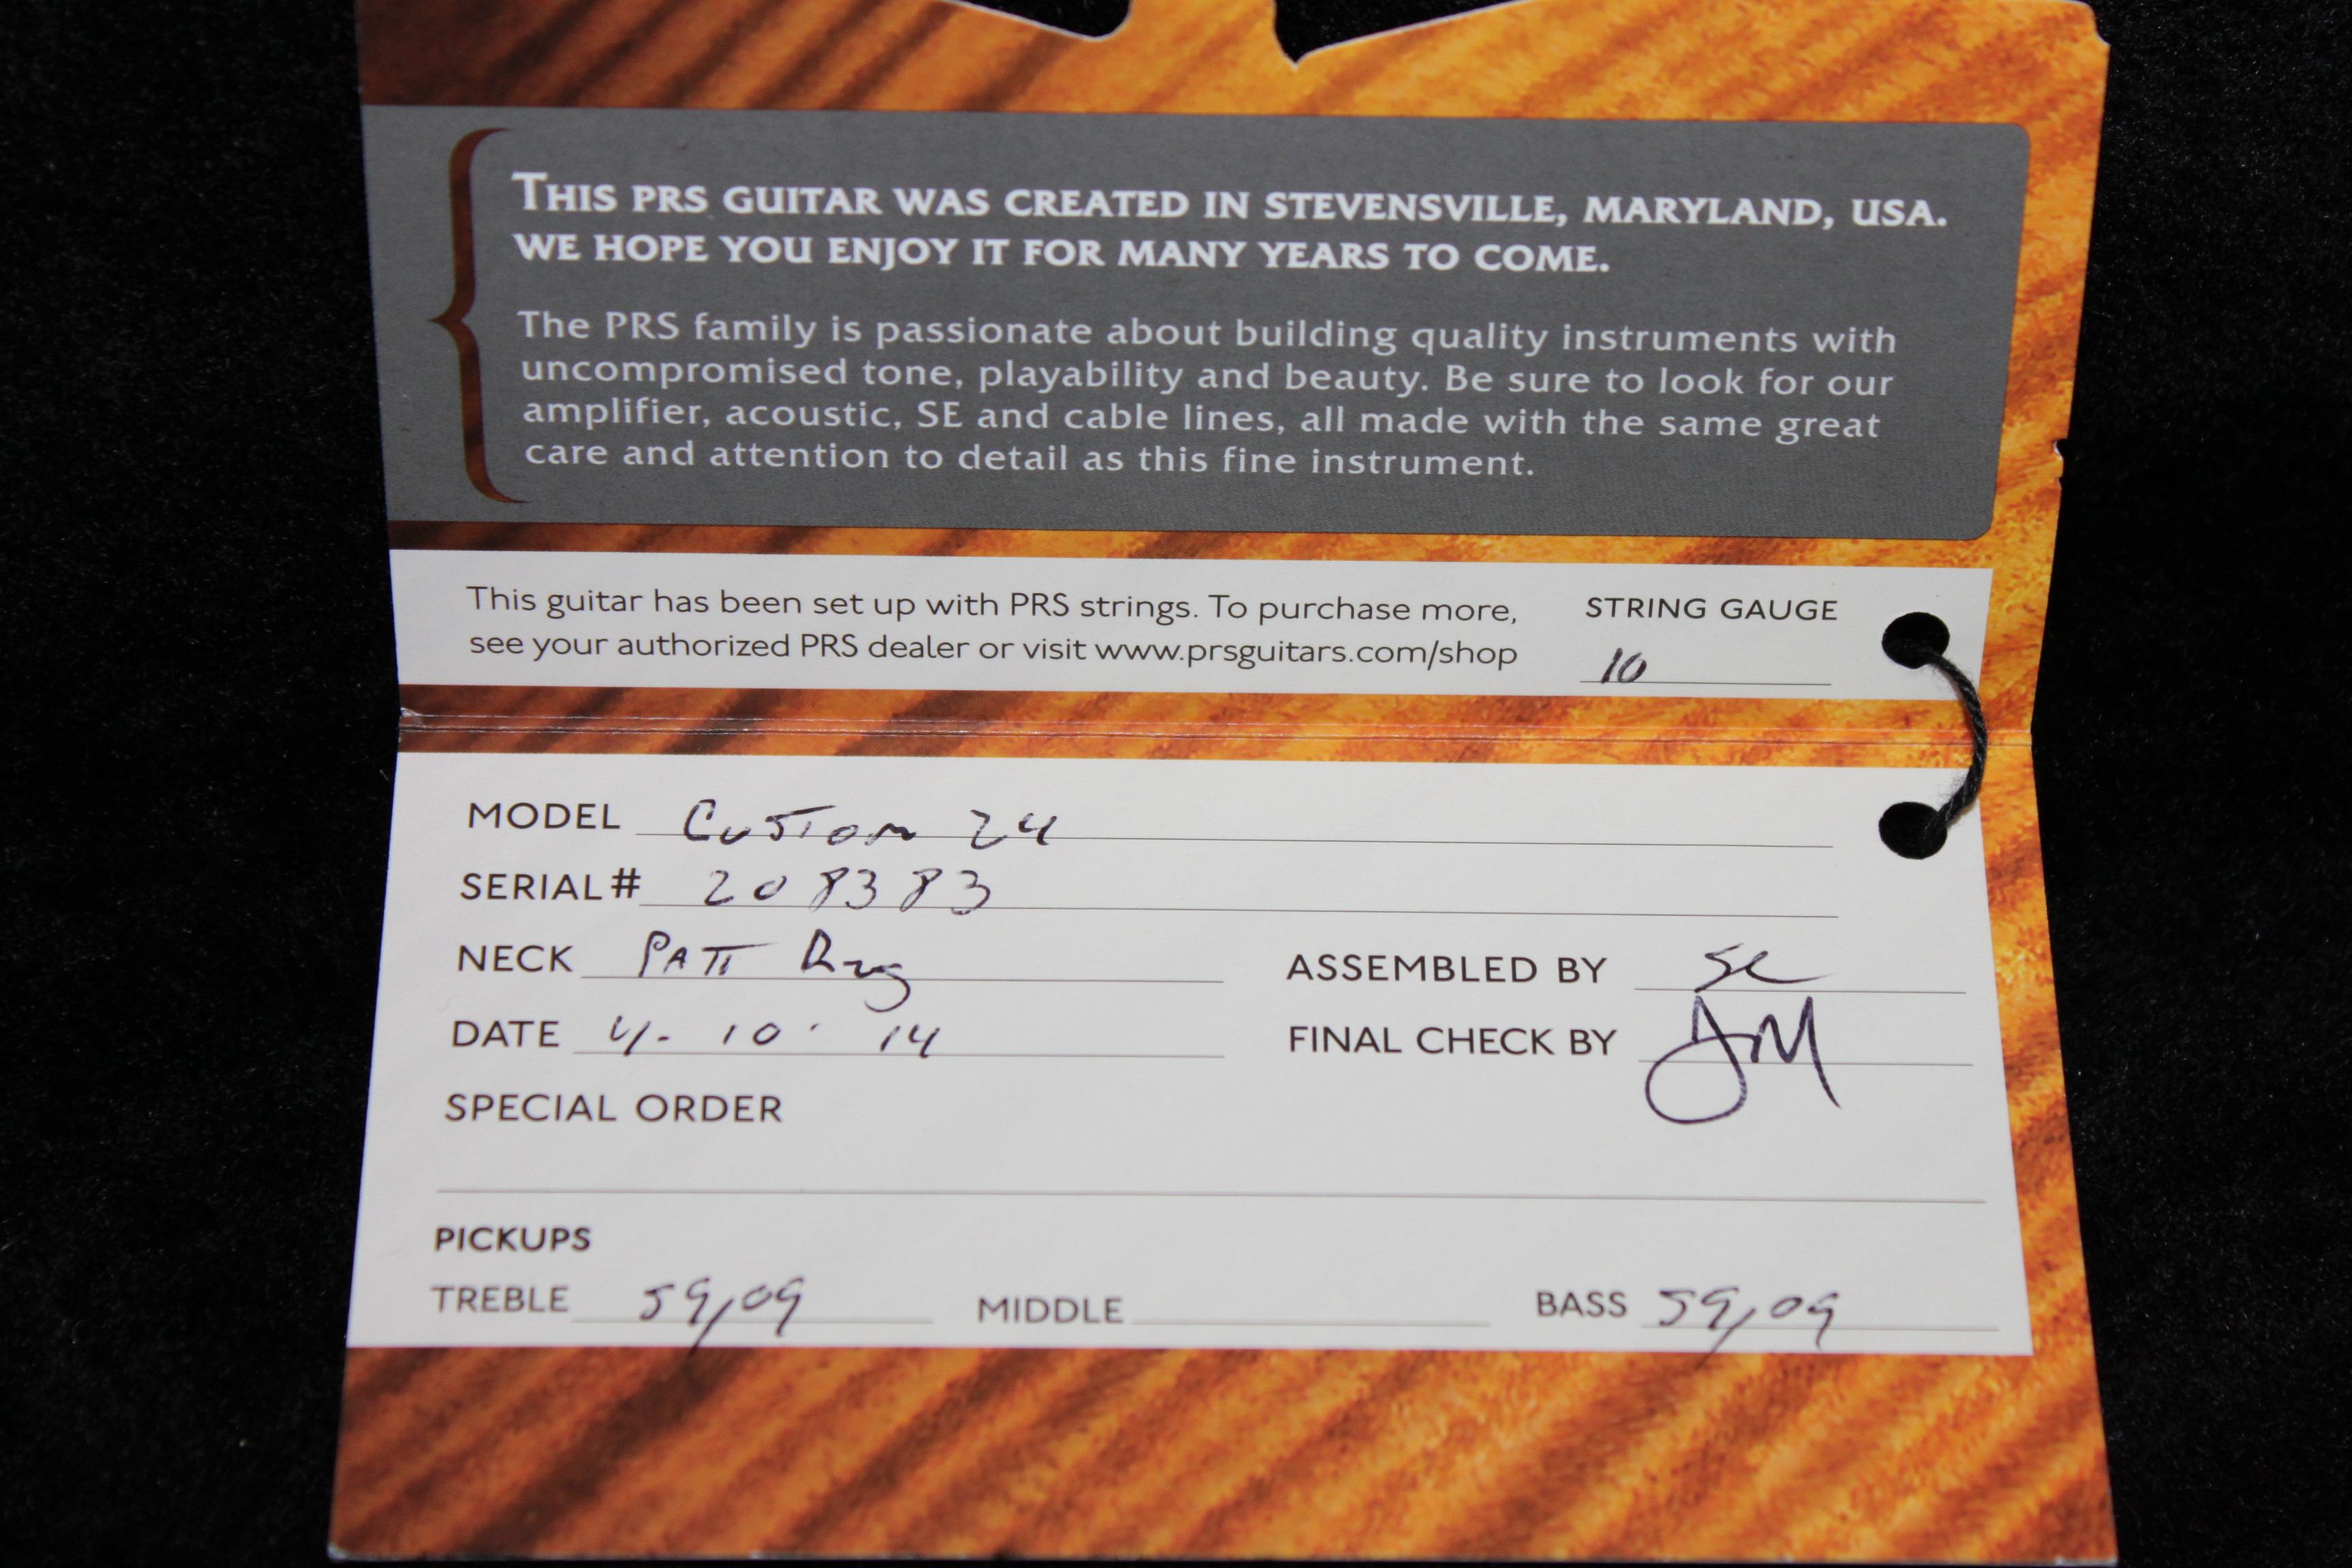 THIS PRS GUITAR WAS CREATED IN STEVENSVILLE, MARYLAND, USA.
WE HOPE YOU ENJOY IT FOR MANY YEARS TO COME.
The PRS family is passionate about building quality instruments with
uncompromised tone, playability and beauty. Be sure to look for our
amplifier, acoustic, SE and cable lines, all made with the same great
care and attention to detail as this fine instrument.
This guitar has been set up with PRS strings. To purchase more,
see your authorized PRS dealer or visit www.prsguitars.com/shop
STRING GAUGE
10
MODEL Custom 24
SERIAL# 208383
NECK PATT Reg
ASSEMBLED BY
DATE 4-10-14
FINAL CHECK BY JM
SPECIAL ORDER
PICKUPS
TREBLE 59/09 MIDDLE BASS 59/09